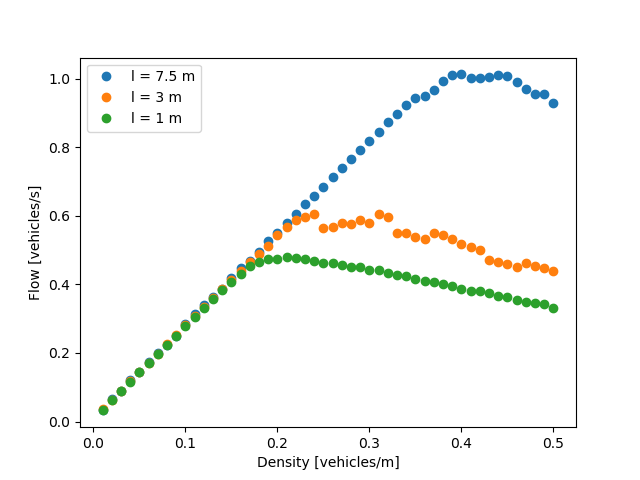 l = 7.5 m
l = 3 m
l = 1 m
1.0
0.8
0.6
0.4
0.2
0.0
Flow [vehicles/s]
0.0 0.1 0.2 0.3 0.4 0.5
Density [vehicles/m]